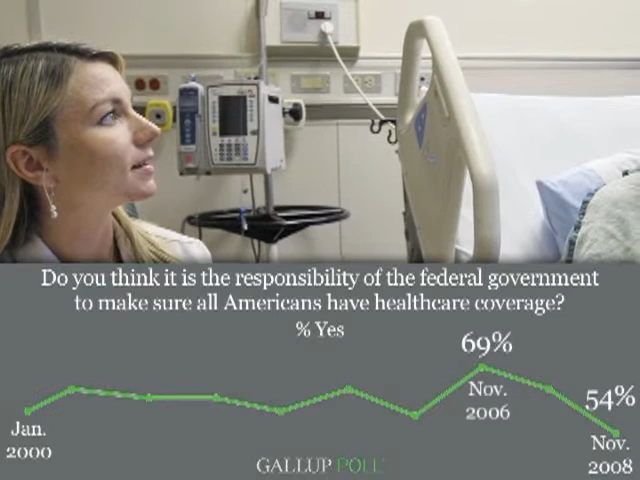 Do you think it is the responsibility of the federal government
to make sure all Americans have healthcare coverage?
% Yes
69%
Nov.
2006
54%
Jan.
2000
Nov.
2008
GALLUP POLL